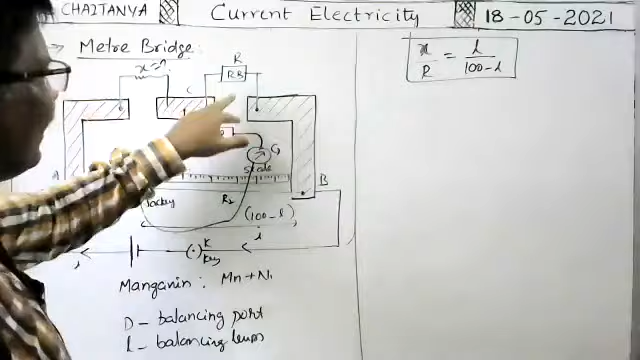 CHAITANYA
Current Electricity
18-05-2021
Metre Bridge
x = ?
R
RB
C
x/R = l/100-l
G
Scale
A
B
Jockey
R2
(100-l)
K
key
Manganin : Mn + Ni
D - balancing point
l - balancing